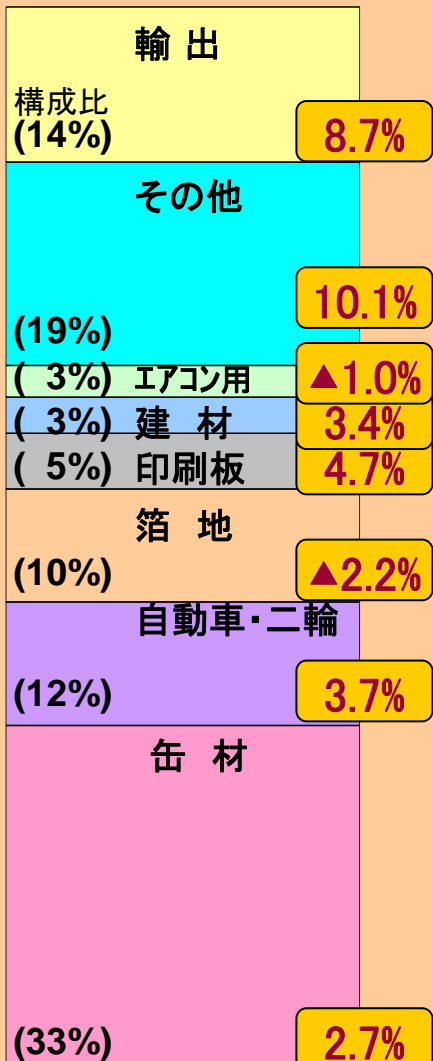 輸 出
構成比
(14%)
8.7%
その他
10.1%
(19%)
( 3%) エアコン用 ▲1.0%
( 3%) 建 材 3.4%
( 5%) 印刷板 4.7%
箔 地
(10%) ▲2.2%
自動車・二輪
(12%) 3.7%
缶 材
(33%) 2.7%